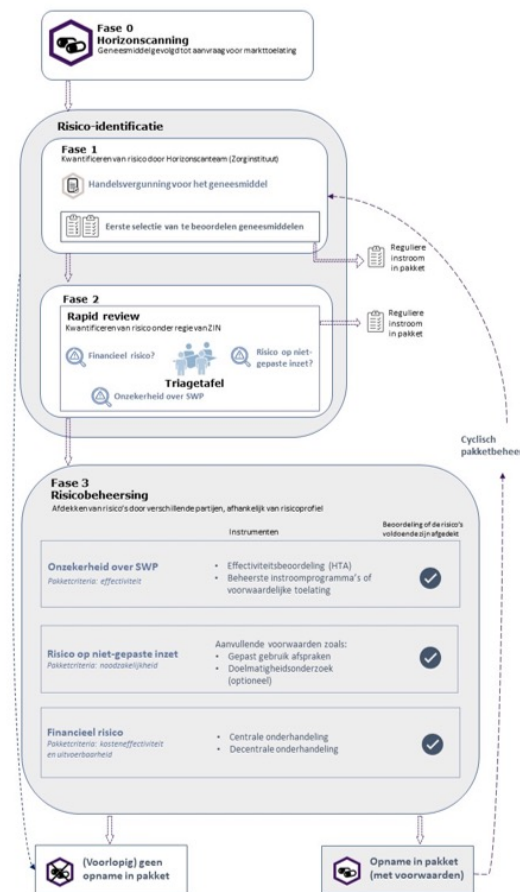 Fase 0
Horizonscanning
Geneesmiddel gevolgd tot aanvraag voor markttoelating
Risico-identificatie
Fase 1
Kwantificeren van risico door Horizonscanteam (Zorginstituut)
Handelsvergunning voor het geneesmiddel
Eerste selectie van te beoordelen geneesmiddelen
Reguliere
instroom
in pakket
Fase 2
Rapid review
Kwantificeren van risico onder regie van ZIN
Financieel risico?
Risico op niet-
gepaste inzet?
Triagetafel
Onzekerheid over SWP
Reguliere
instroom
in pakket
Cyclisch
pakketbeheer
Fase 3
Risicobeheersing
Afdekken van risico's door verschillende partijen, afhankelijk van risicoprofiel
Instrumenten
Beoordeling of de risico's
voldoende zijn afgedekt
Onzekerheid over SWP
Pakketcriteria: effectiviteit
• Effectiviteitsbeoordeling (HTA)
• Beheerste instroomprogramma's of
voorwaardelijke toelating
Risico op niet-gepaste inzet
Pakketcriteria: noodzakelijkheid
Aanvullende voorwaarden zoals:
• Gepast gebruik afspraken
• Doelmatigheidsonderzoek
(optioneel)
Financieel risico
Pakketcriteria: kosteneffectiviteit
en uitvoerbaarheid
• Centrale onderhandeling
• Decentrale onderhandeling
(Voorlopig) geen
opname in pakket
Opname in pakket
(met voorwaarden)